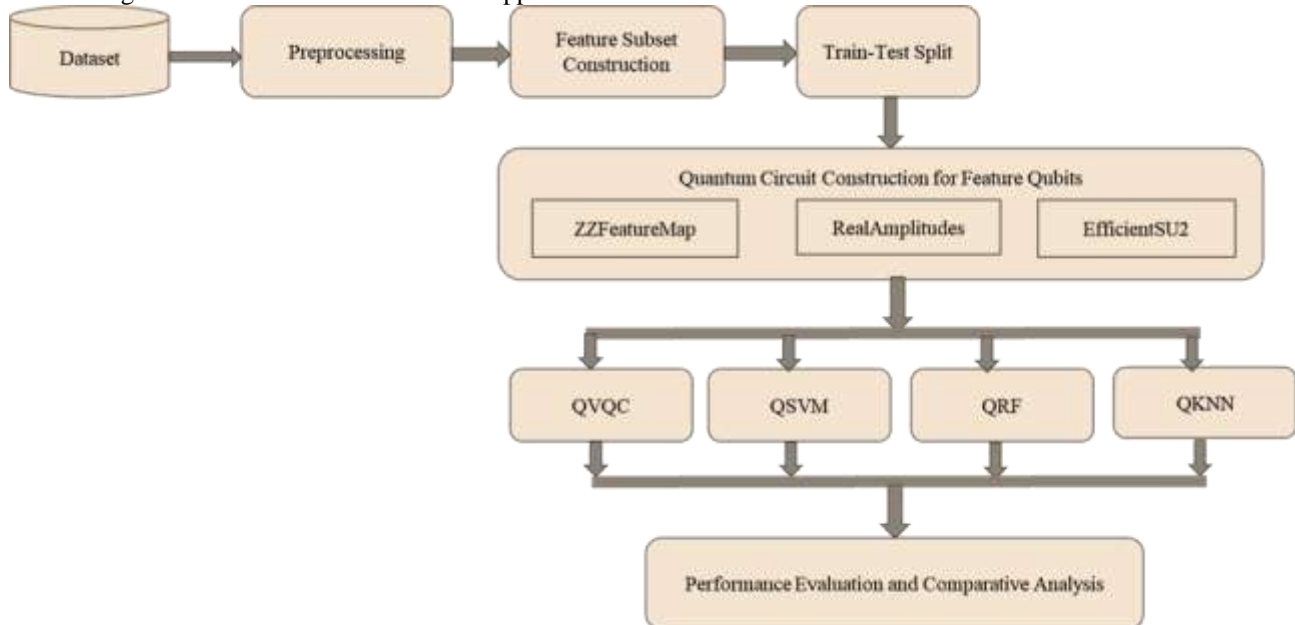 Dataset
Preprocessing
Feature Subset
Construction
Train-Test Split
Quantum Circuit Construction for Feature Qubits
ZZFeatureMap
RealAmplitudes
EfficientSU2
QVQC
QSVM
QRF
QKNN
Performance Evaluation and Comparative Analysis